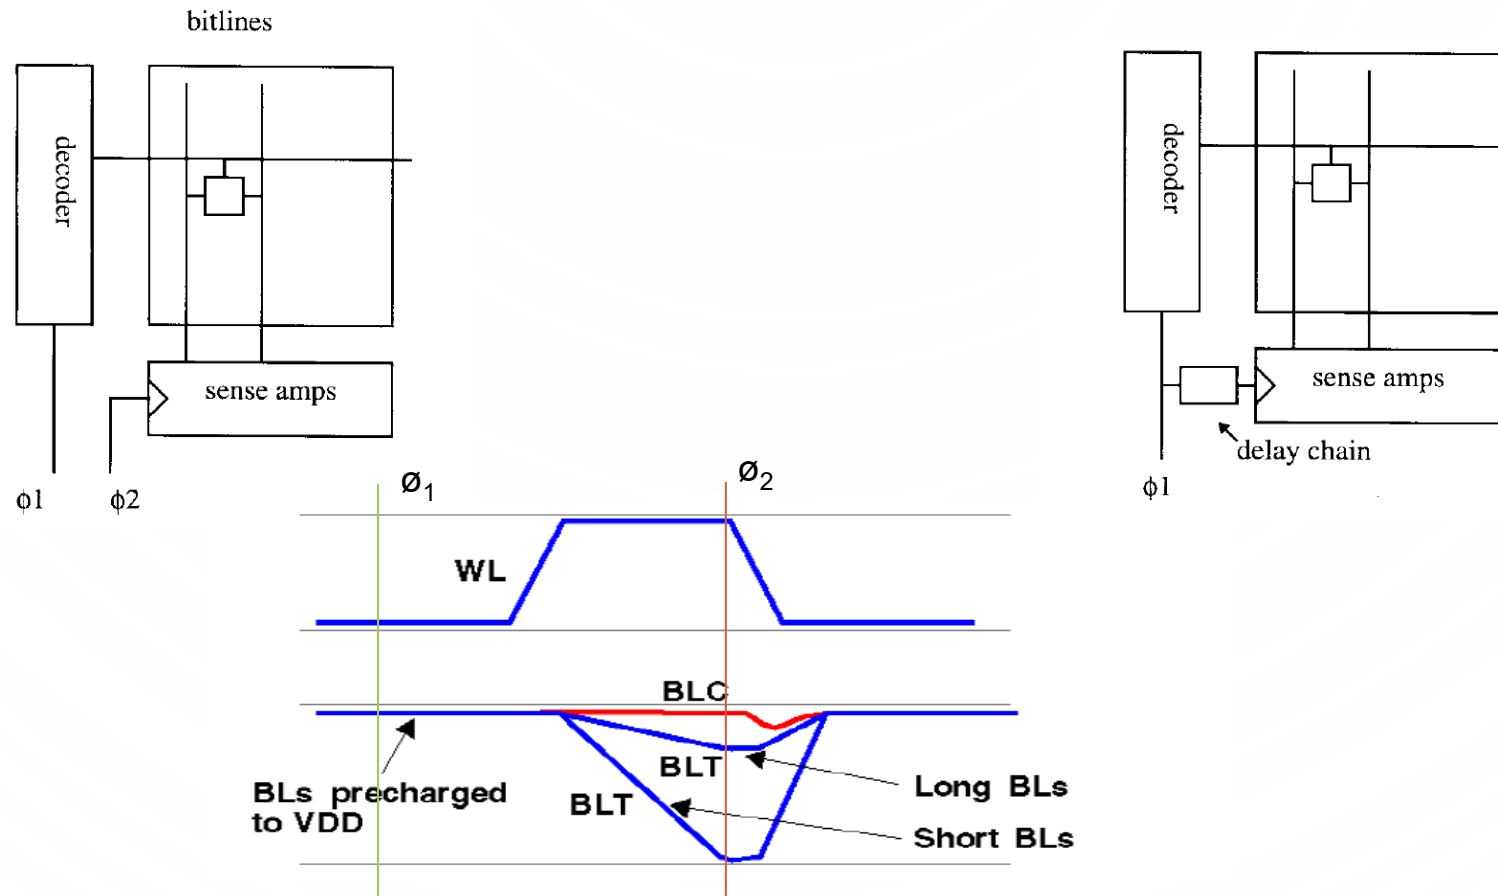 bitlines
decoder
sense amps
ϕ1
ϕ2
decoder
sense amps
delay chain
ϕ1
Ø1
Ø2
WL
BLC
BLT
BLT
BLs precharged
to VDD
Long BLs
Short BLs